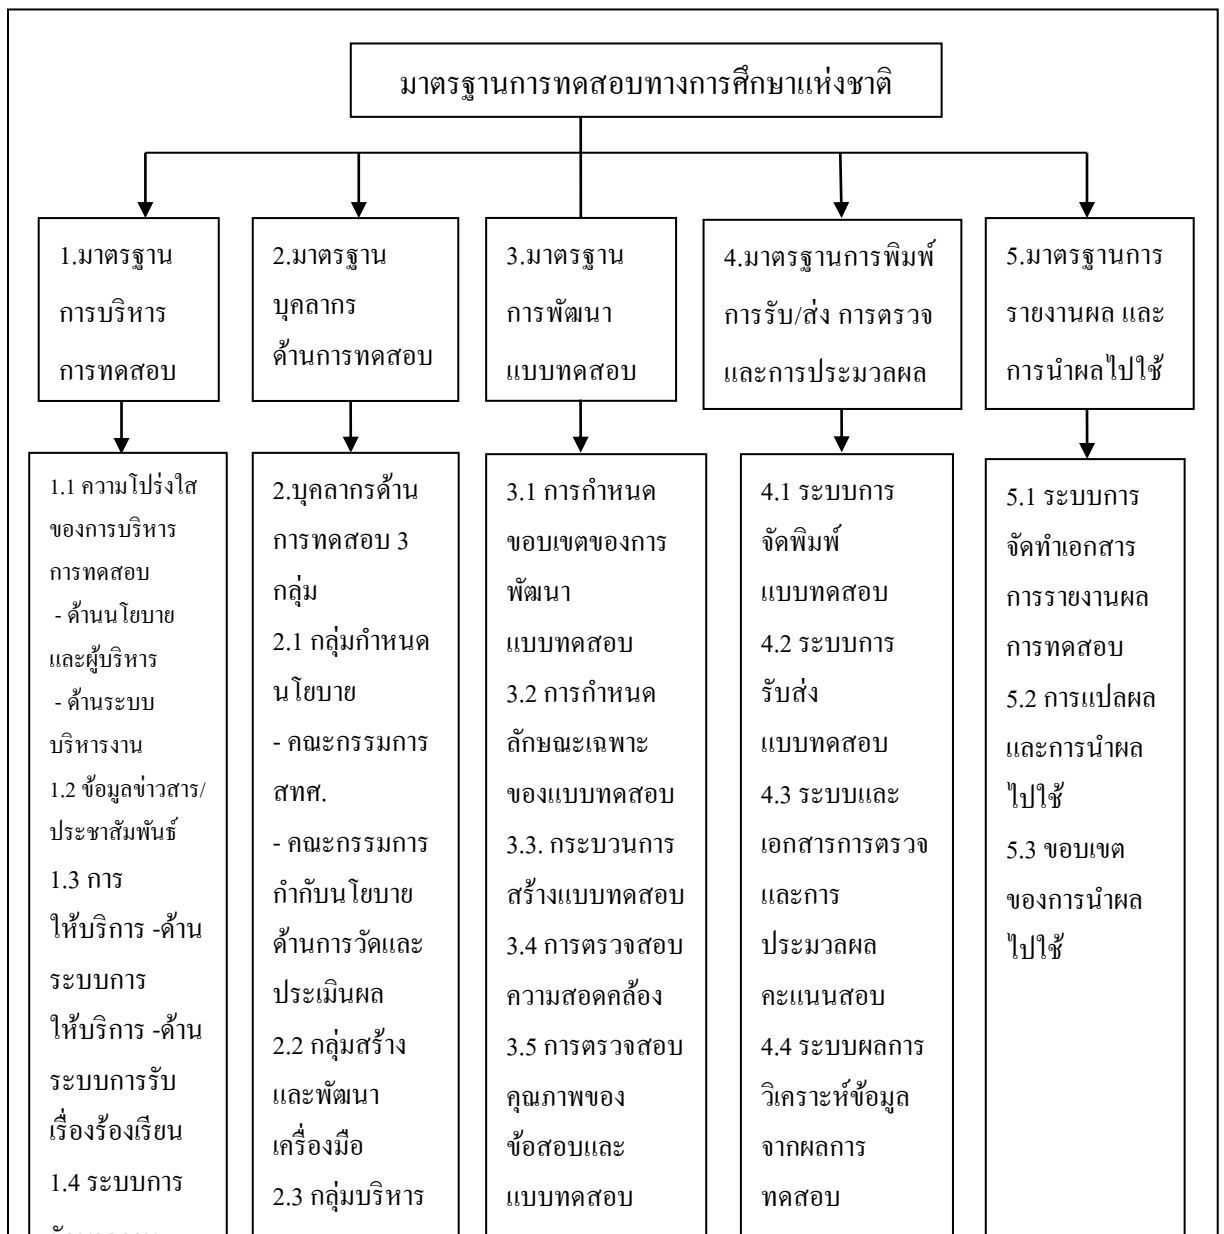 มาตรฐานการทดสอบทางการศึกษาแห่งชาติ
1.มาตรฐาน
การบริหาร
การทดสอบ
2.มาตรฐาน
บุคลากร
ด้านการทดสอบ
3.มาตรฐาน
การพัฒนา
แบบทดสอบ
4.มาตรฐานการพิมพ์
การรับ/ส่ง การตรวจ
และการประมวลผล
5.มาตรฐานการ
รายงานผล และ
การนำผลไปใช้
1.1 ความโปร่งใส
ของการบริหาร
การทดสอบ
- ด้านนโยบาย
และผู้บริหาร
- ด้านระบบ
บริหารงาน
1.2 ข้อมูลข่าวสาร/
ประชาสัมพันธ์
1.3 การ
ให้บริการ -ด้าน
ระบบการ
ให้บริการ -ด้าน
ระบบการรับ
เรื่องร้องเรียน
1.4 ระบบการ
2.บุคลากรด้าน
การทดสอบ 3
กลุ่ม
2.1 กลุ่มกำหนด
นโยบาย
- คณะกรรมการ
สทศ.
- คณะกรรมการ
กำกับนโยบาย
ด้านการวัดและ
ประเมินผล
2.2 กลุ่มสร้าง
และพัฒนา
เครื่องมือ
2.3 กลุ่มบริหาร
3.1 การกำหนด
ขอบเขตของการ
พัฒนา
แบบทดสอบ
3.2 การกำหนด
ลักษณะเฉพาะ
ของแบบทดสอบ
3.3. กระบวนการ
สร้างแบบทดสอบ
3.4 การตรวจสอบ
ความสอดคล้อง
3.5 การตรวจสอบ
คุณภาพของ
ข้อสอบและ
แบบทดสอบ
4.1 ระบบการ
จัดพิมพ์
แบบทดสอบ
4.2 ระบบการ
รับส่ง
แบบทดสอบ
4.3 ระบบและ
เอกสารการตรวจ
และการ
ประมวลผล
คะแนนสอบ
4.4 ระบบผลการ
วิเคราะห์ข้อมูล
จากผลการ
ทดสอบ
5.1 ระบบการ
จัดทำเอกสาร
การรายงานผล
การทดสอบ
5.2 การแปลผล
และการนำผล
ไปใช้
5.3 ขอบเขต
ของการนำผล
ไปใช้